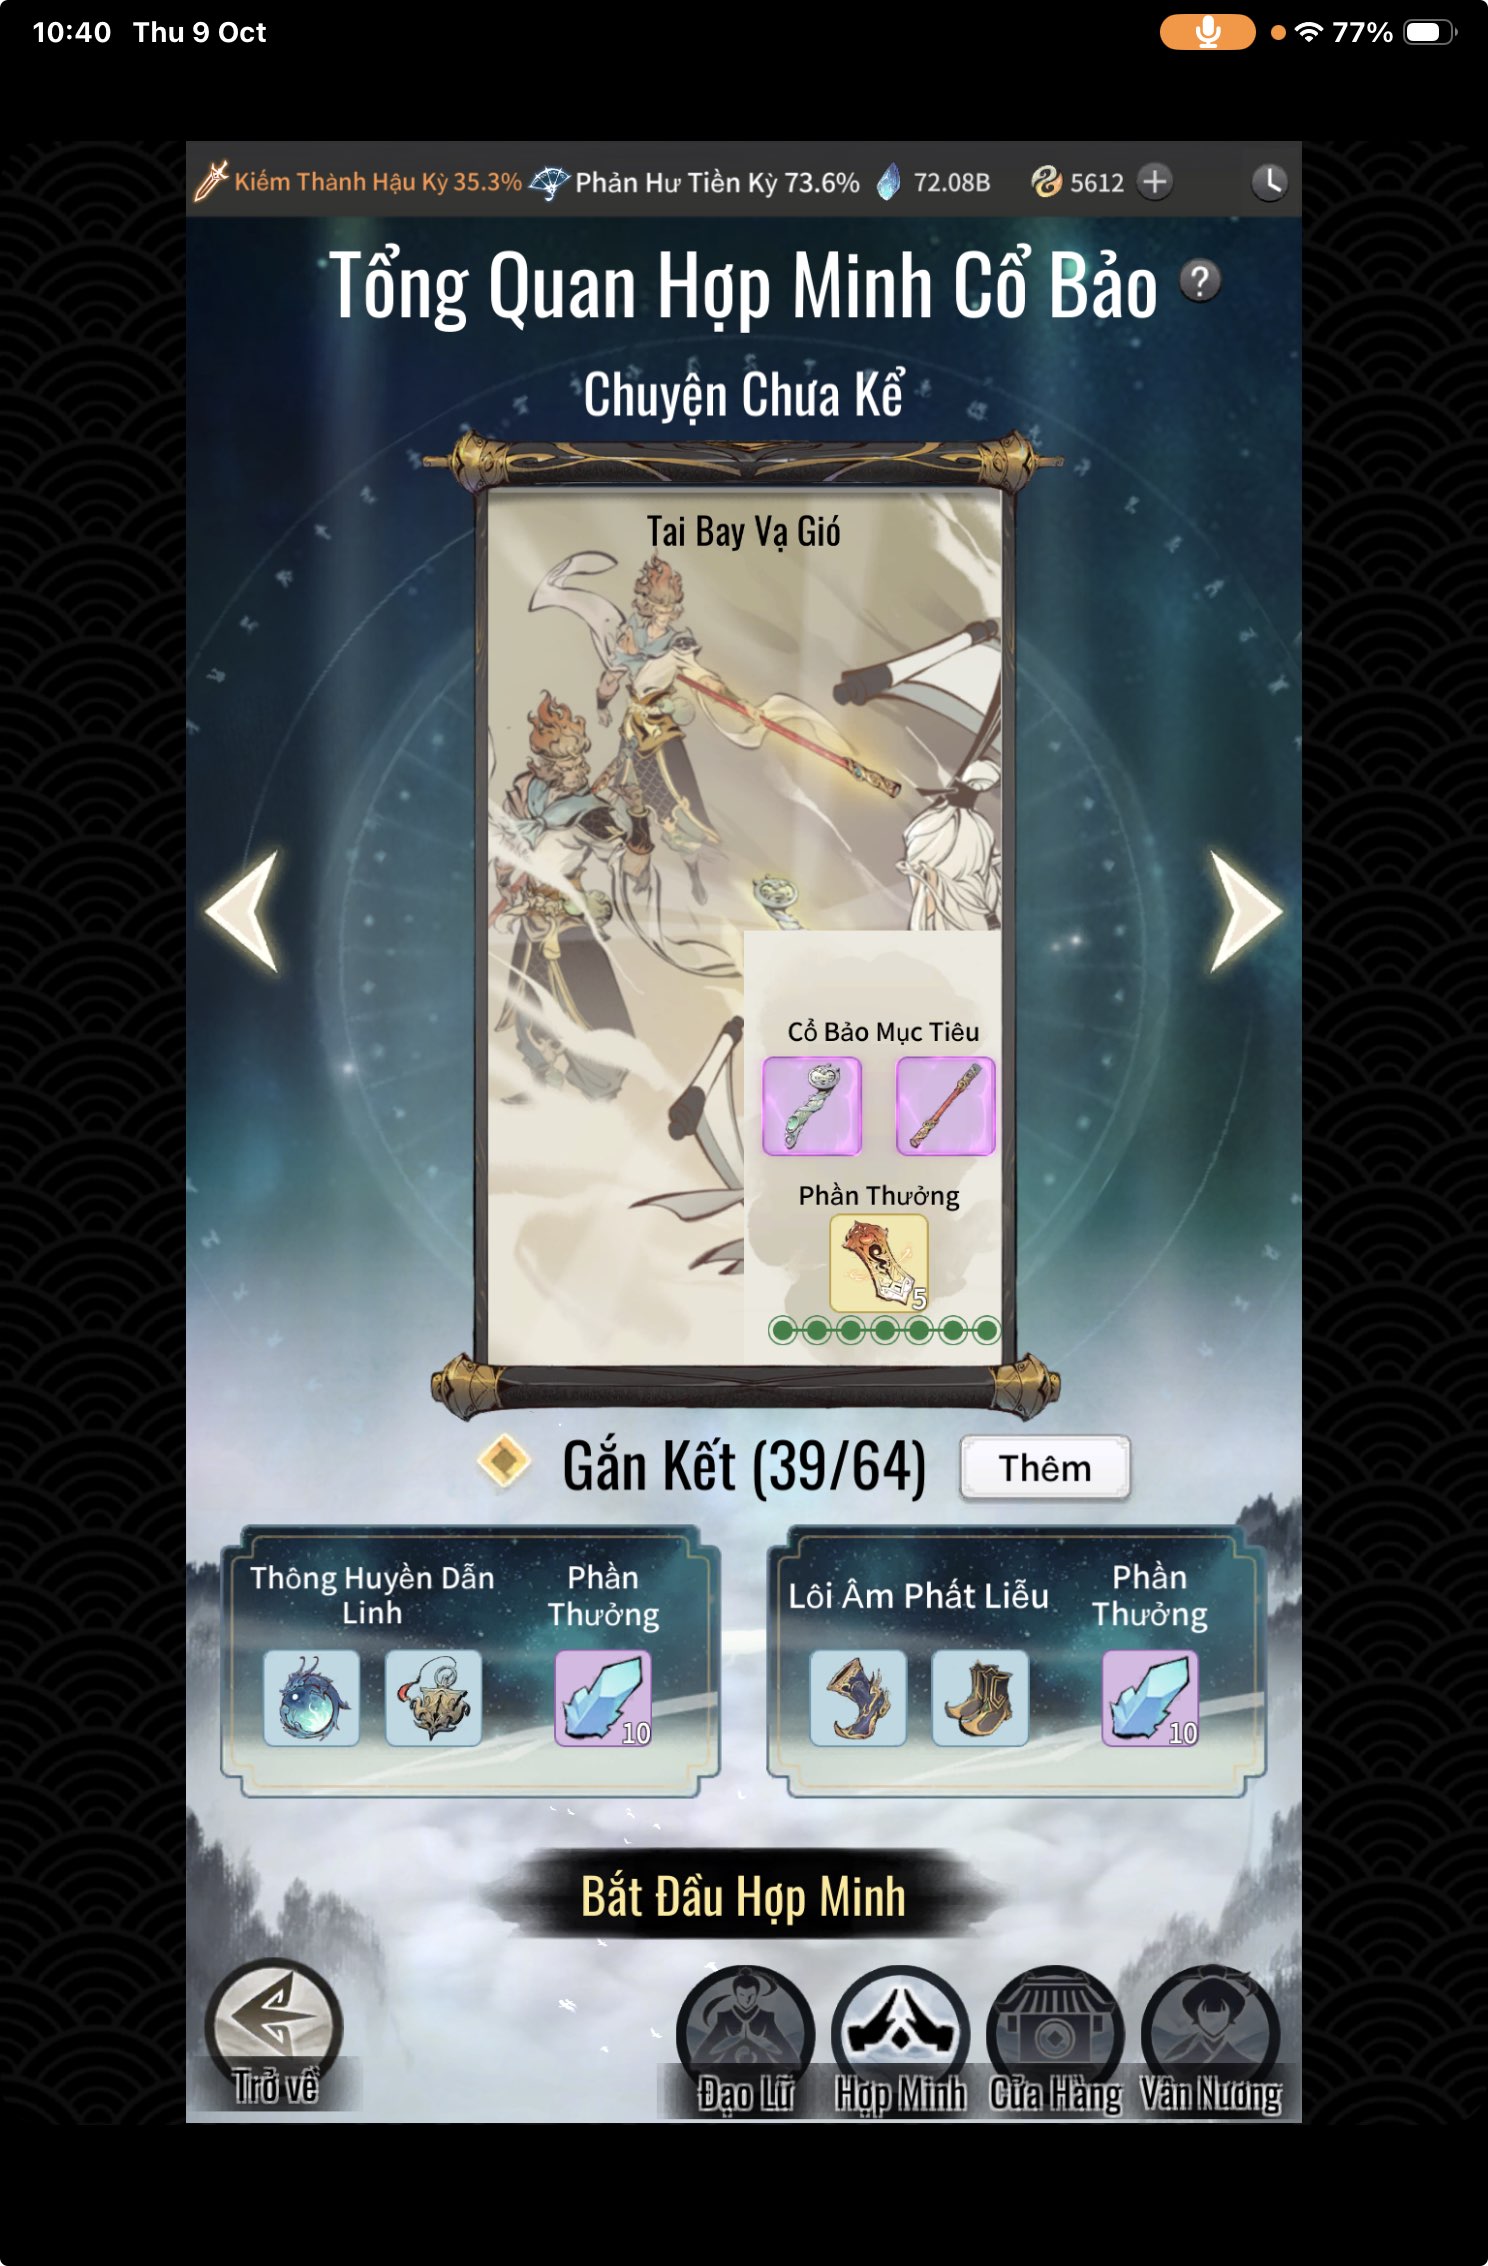 10:40 Thu 9 Oct 77%
Kiếm Thành Hậu Kỳ 35.3% Phản Hư Tiền Kỳ 73.6% 72.08B 5612 +
Tổng Quan Hợp Minh Cổ Bảo ?
Chuyện Chưa Kể
Tai Bay Vạ Gió
Cổ Bảo Mục Tiêu
Phần Thưởng
5
Gắn Kết (39/64) Thêm
Thông Huyền Dẫn
Linh
Phần
Thưởng
10
Lôi Âm Phất Liễu
Phần
Thưởng
10
Bắt Đầu Hợp Minh
Trở về
Đạo Lữ Hợp Minh Cửa Hàng Vân Nương